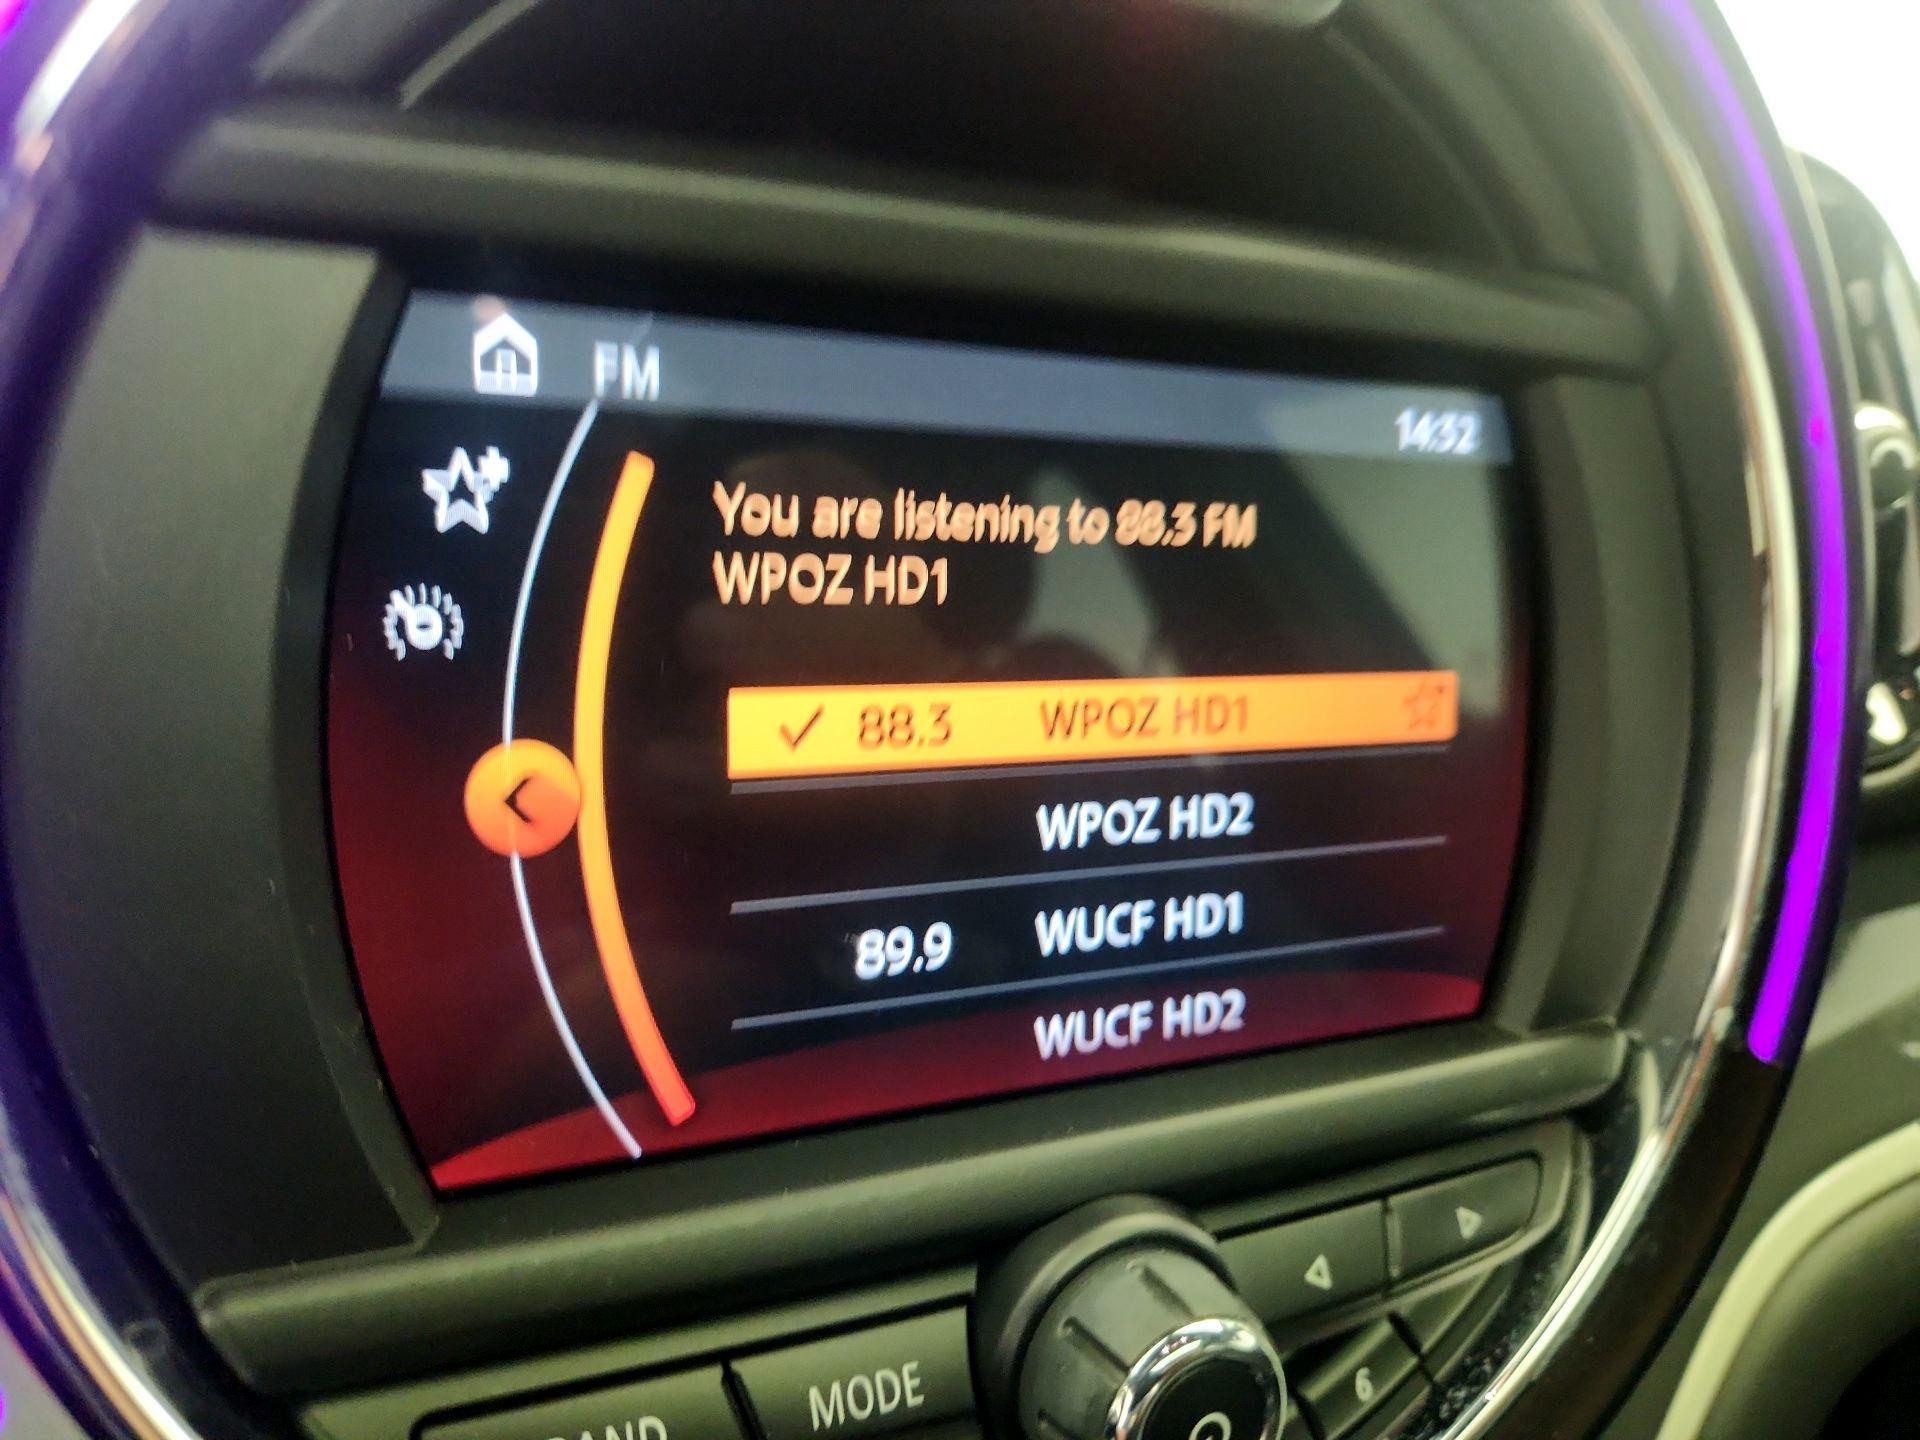 FM
14:32
You are listening to 88.3 FM
WPOZ HD1
88.3 WPOZ HD1
WPOZ HD2
89.9 WUCF HD1
WUCF HD2
MODE
6